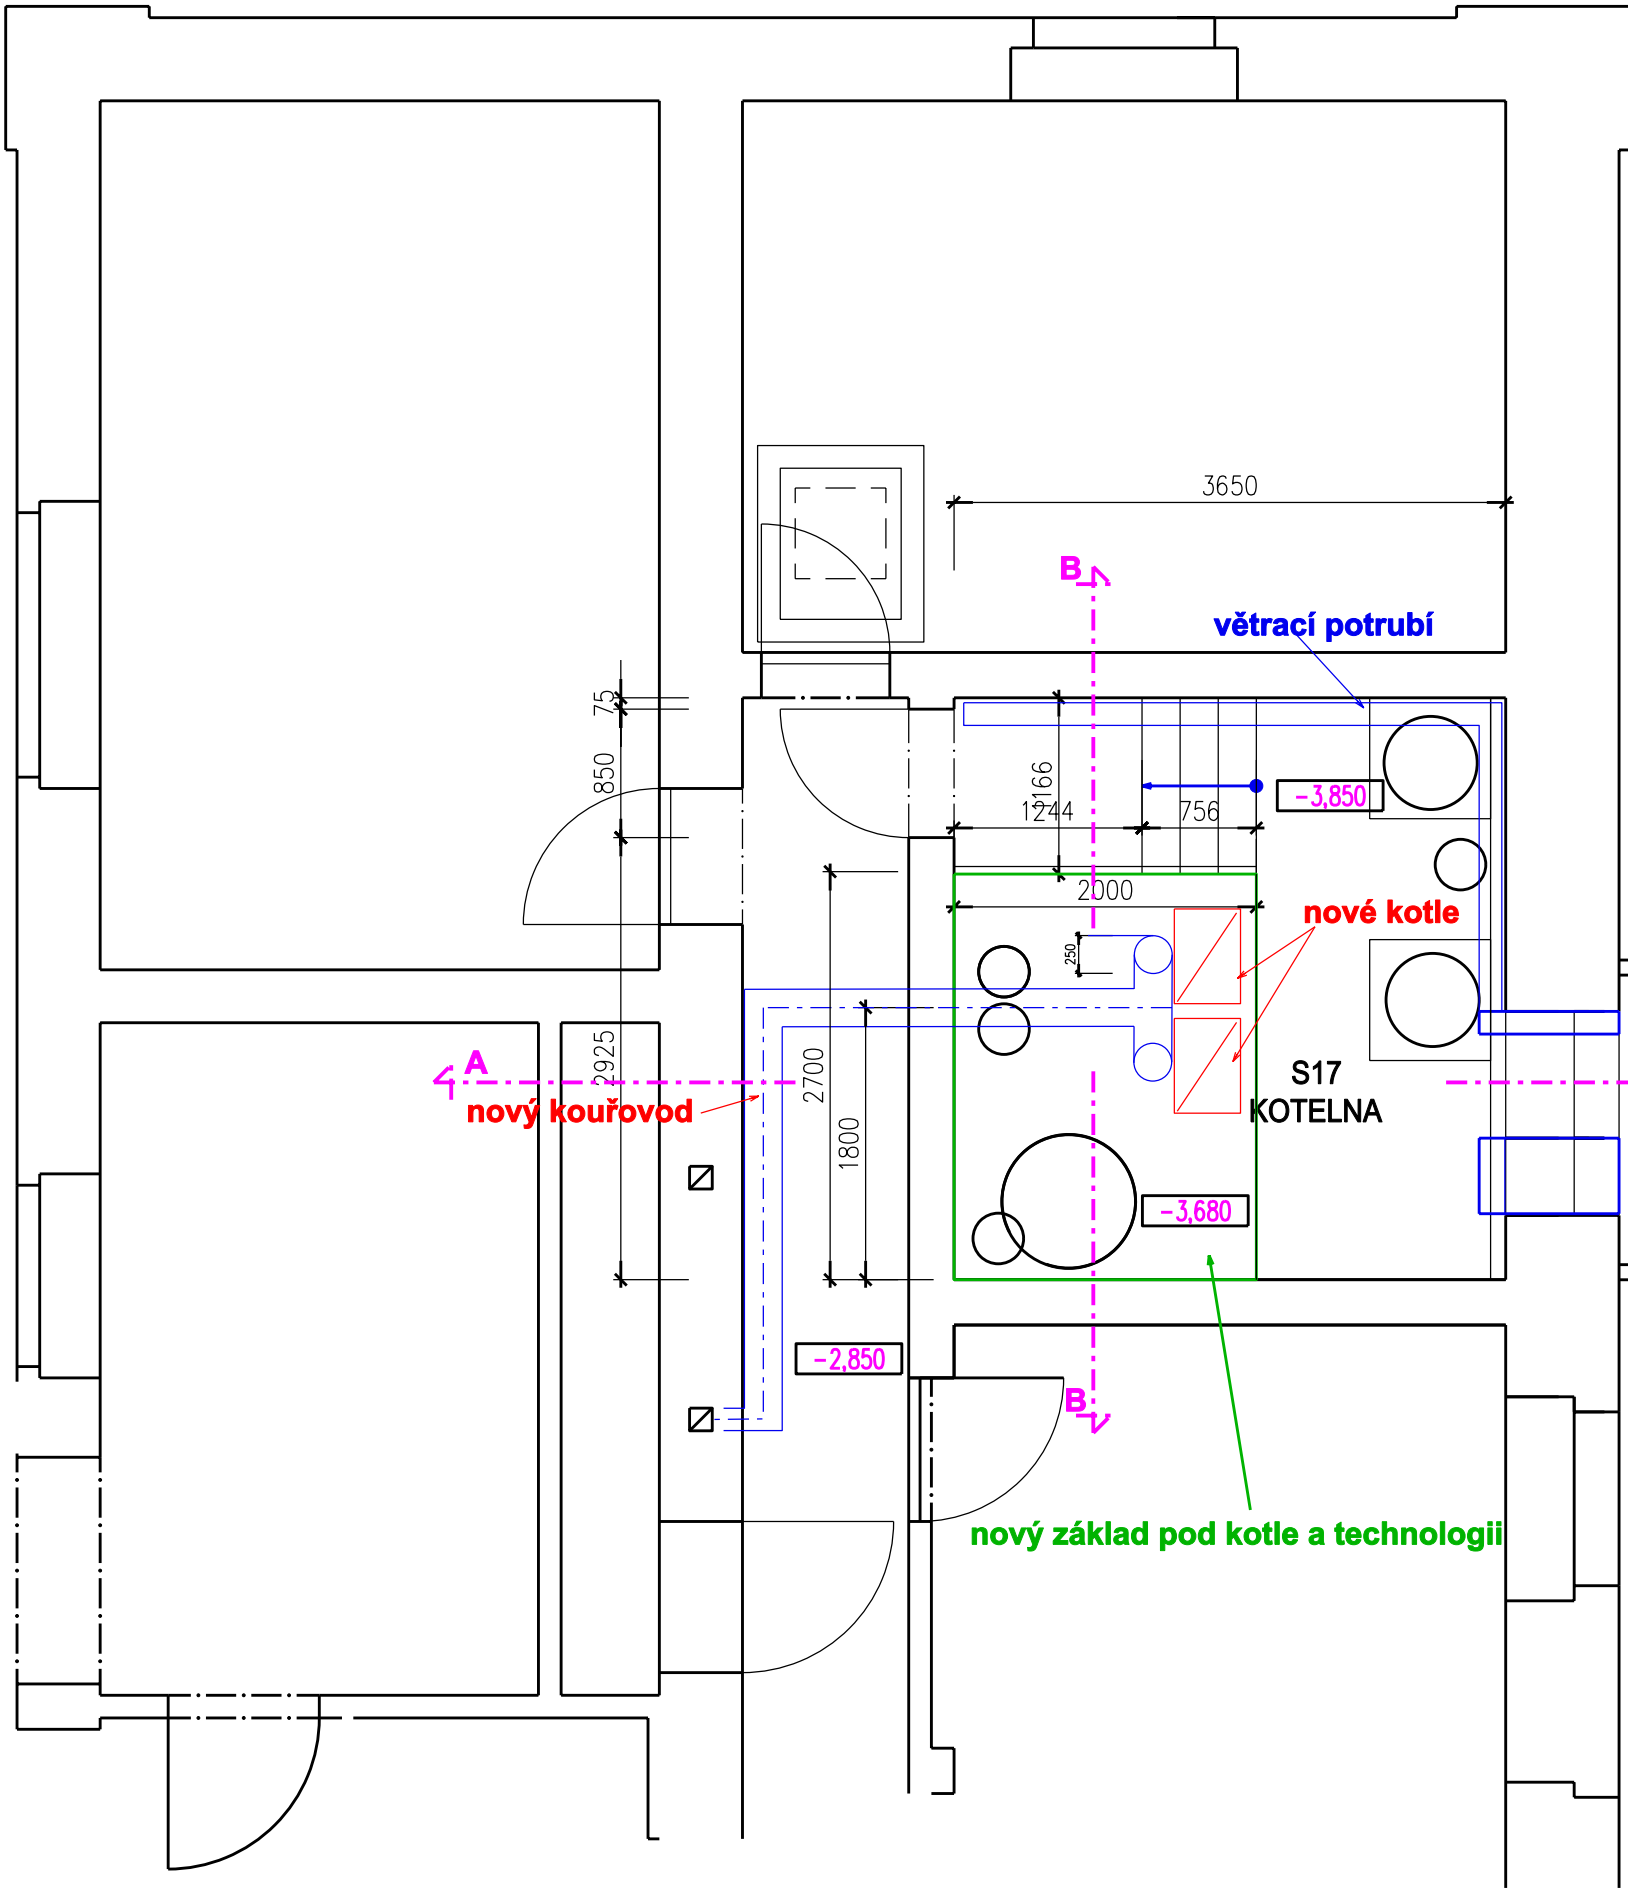 3650
B
větrací potrubí
75
850
1166
-3,850
1244
756
2000
nové kotle
250
A
2925
2700
S17
nový kouřovod
KOTELNA
1800
-3,680
-2,850
B
nový základ pod kotle a technologii